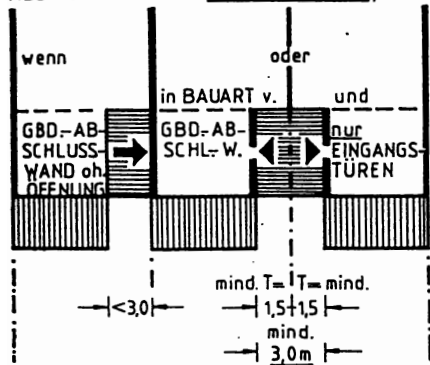 wenn
oder
in BAUART v.
und
GBD.-AB-
SCHLUSS-
WAND oh.
ÖFFNUNG
GBD.-AB-
SCHL.-W.
nur
EINGANGS-
TÜREN
mind. T= T= mind.
<3,0
1,5 1,5
mind.
3,0m